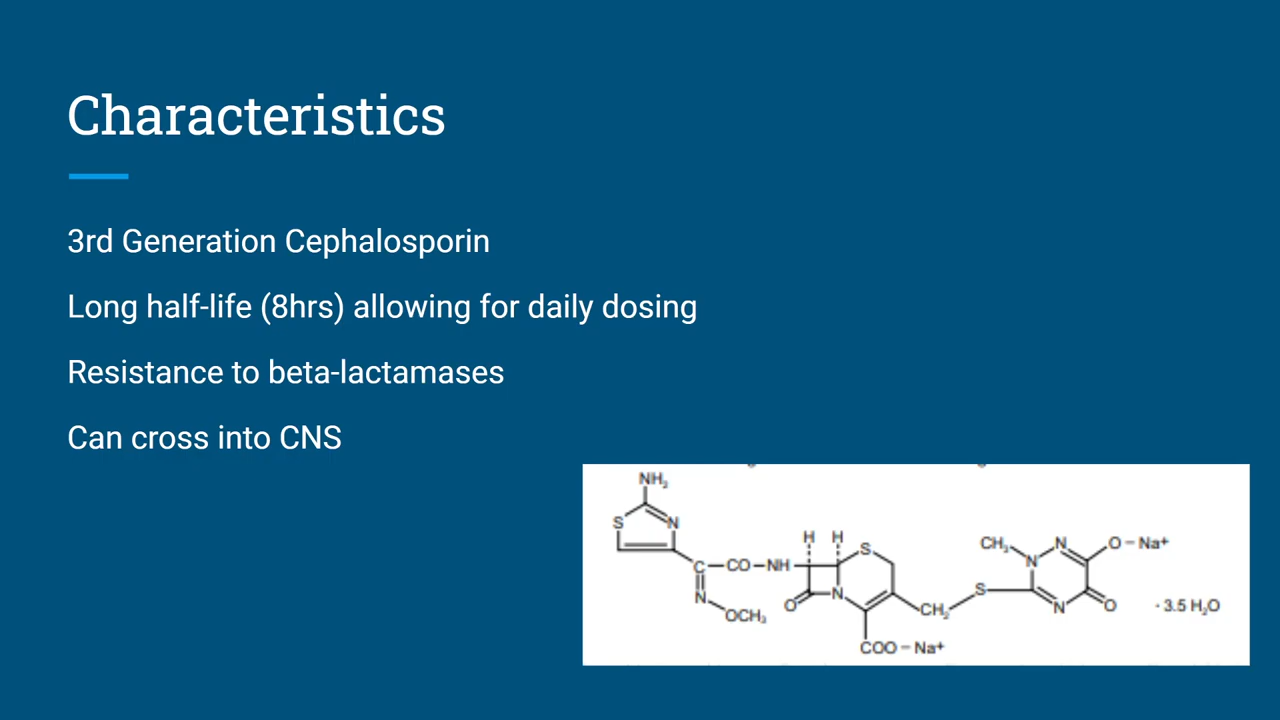 Characteristics
3rd Generation Cephalosporin
Long half-life (8hrs) allowing for daily dosing
Resistance to beta-lactamases
Can cross into CNS
NH₂
S N
H H S
C–CO–NH
N
OCH₃
O N
CH₂
COO–Na⁺
S
CH₃
N N
O–Na⁺
N O
· 3.5 H₂O